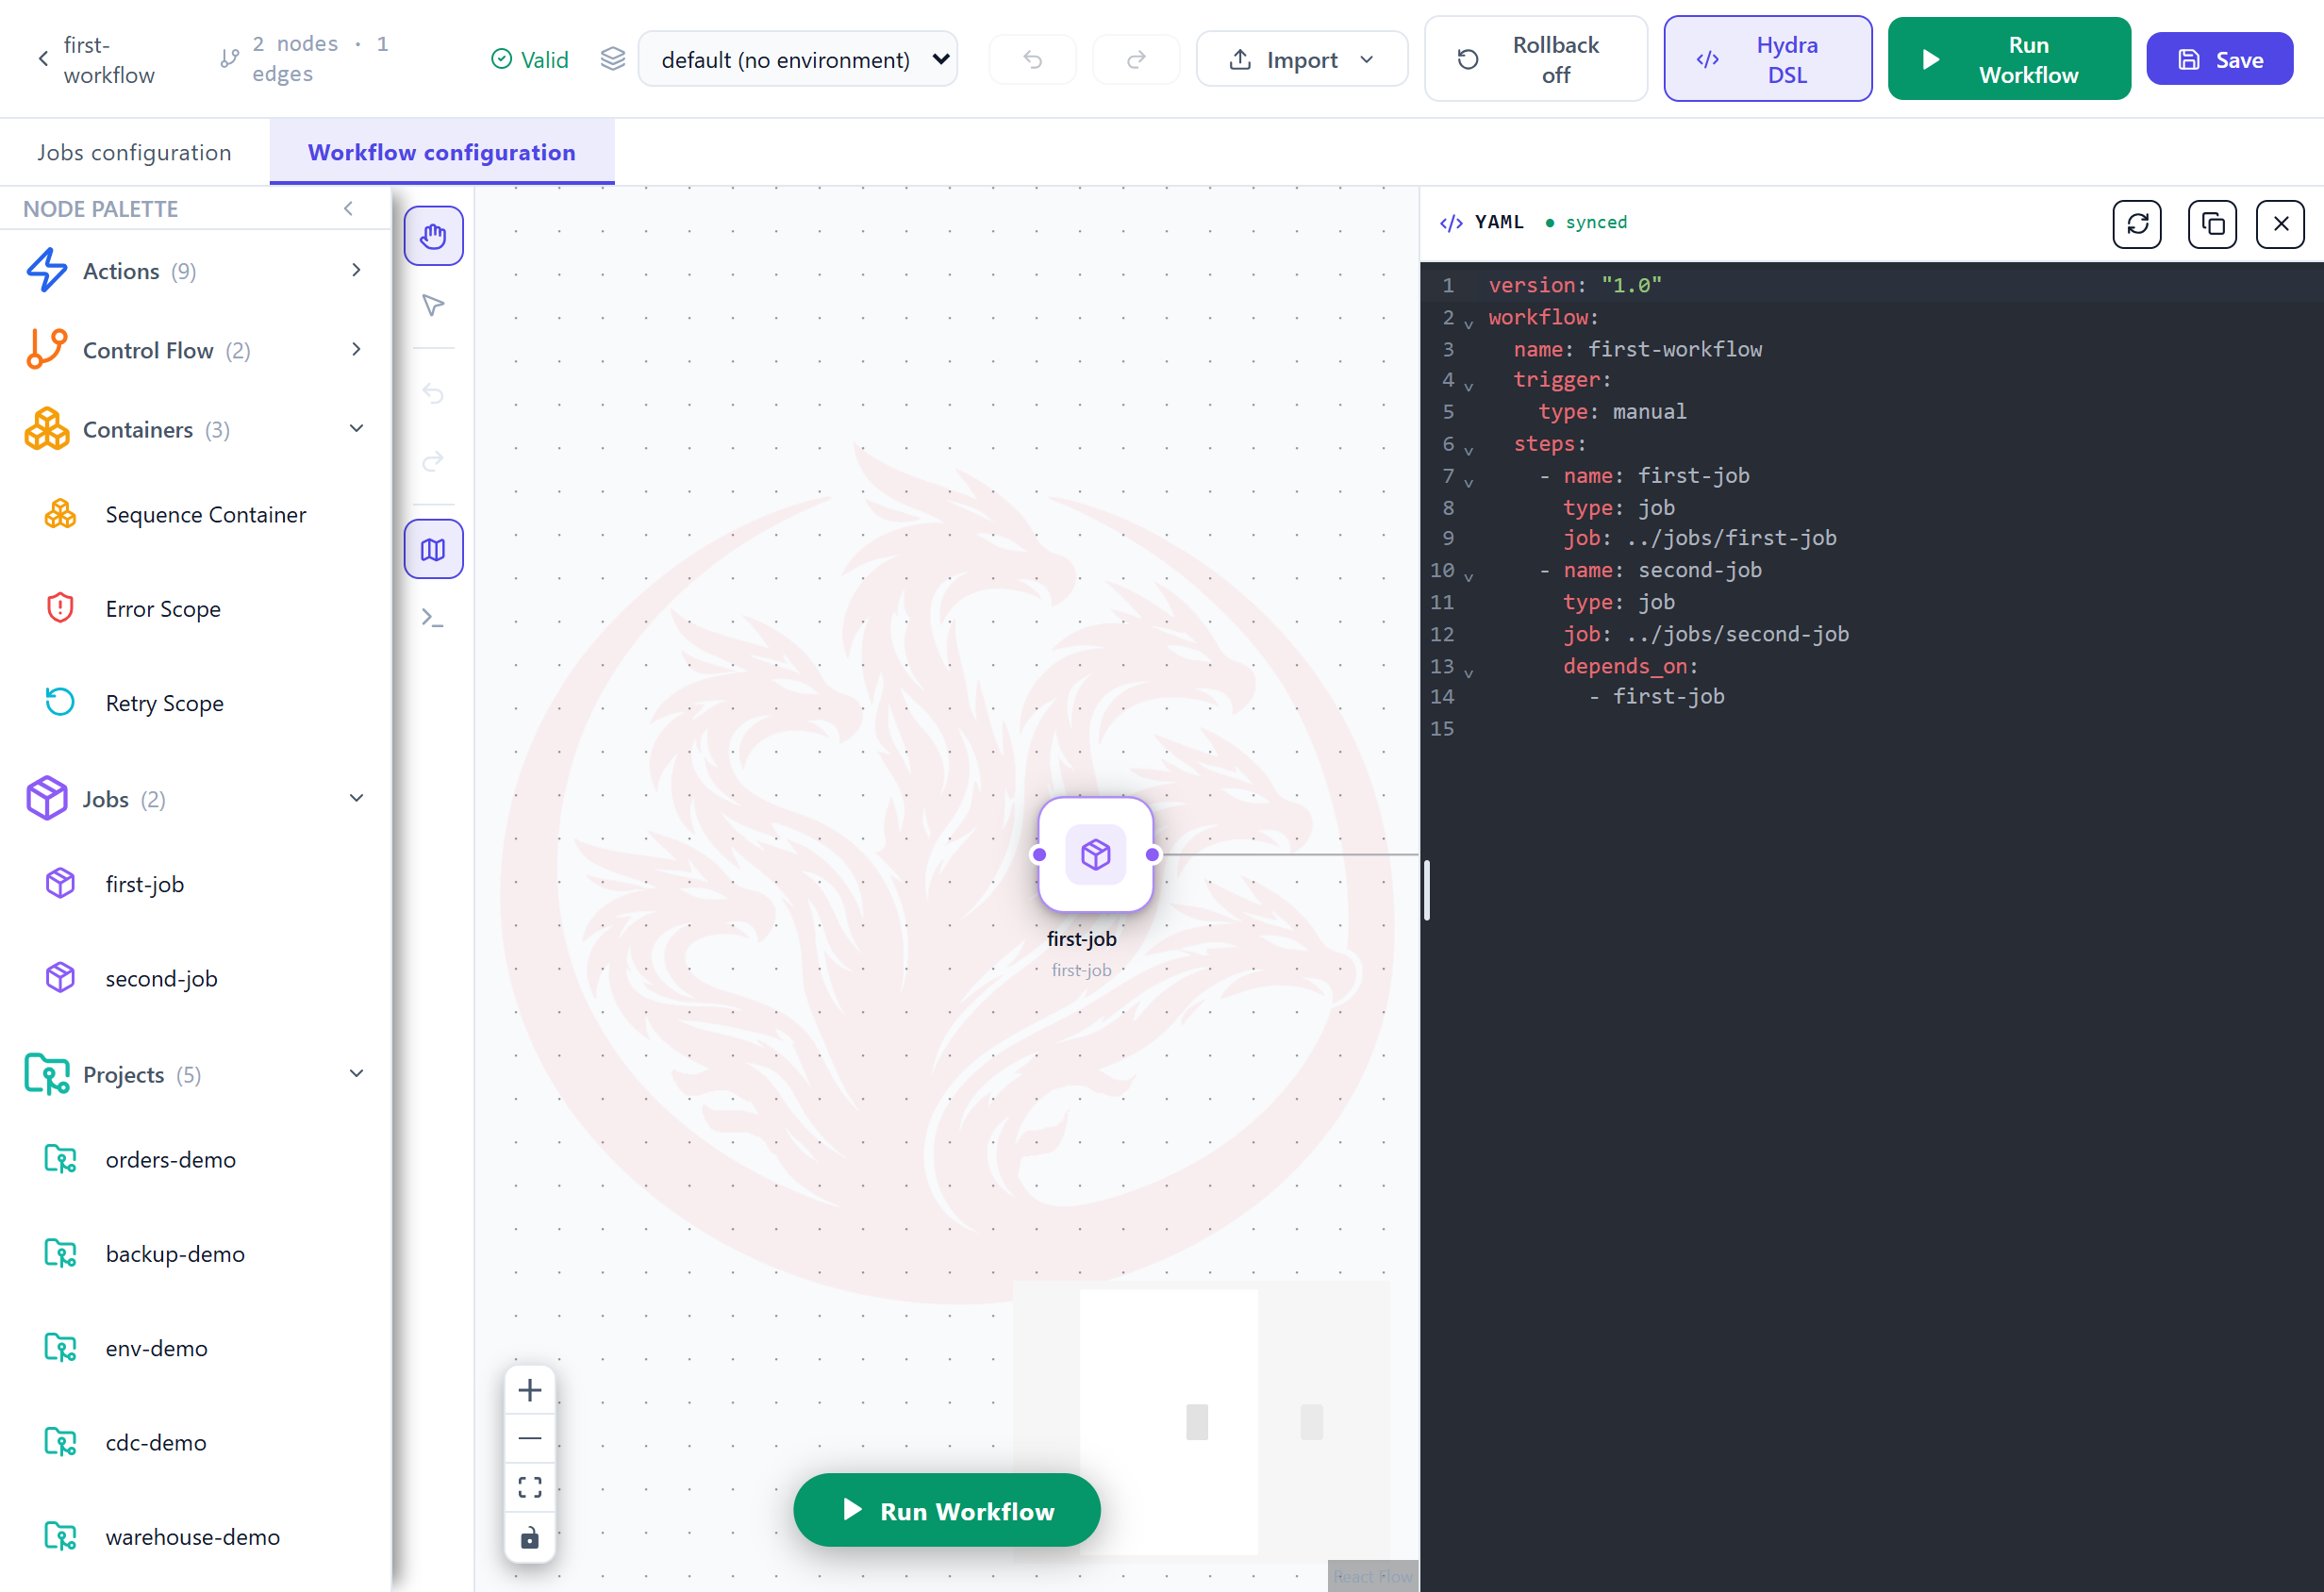 first-
workflow
2 nodes · 1
edges
Valid
default (no environment)
Import
Rollback
off
Hydra
DSL
Run
Workflow
Save
Jobs configuration
Workflow configuration
NODE PALETTE
Actions (9)
Control Flow (2)
Containers (3)
Sequence Container
Error Scope
Retry Scope
Jobs (2)
first-job
second-job
Projects (5)
orders-demo
backup-demo
env-demo
cdc-demo
warehouse-demo
first-job
first-job
Run Workflow
React Flow
YAML
synced
1 version: "1.0"
2 workflow:
3 name: first-workflow
4 trigger:
5 type: manual
6 steps:
7 - name: first-job
8 type: job
9 job: ../jobs/first-job
10 - name: second-job
11 type: job
12 job: ../jobs/second-job
13 depends_on:
14 - first-job
15